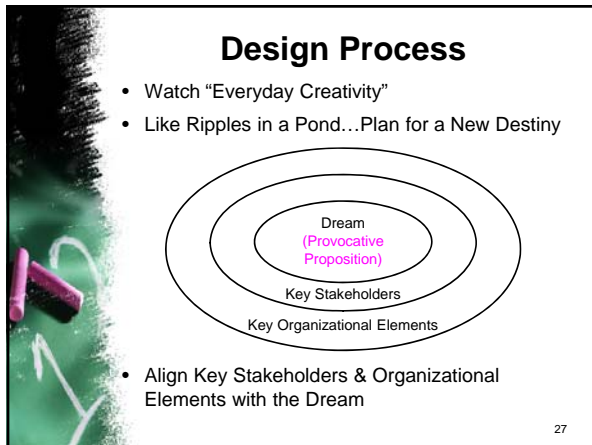 Design Process
• Watch “Everyday Creativity”
• Like Ripples in a Pond…Plan for a New Destiny
Dream
(Provocative
Proposition)
Key Stakeholders
Key Organizational Elements
• Align Key Stakeholders & Organizational
Elements with the Dream
27